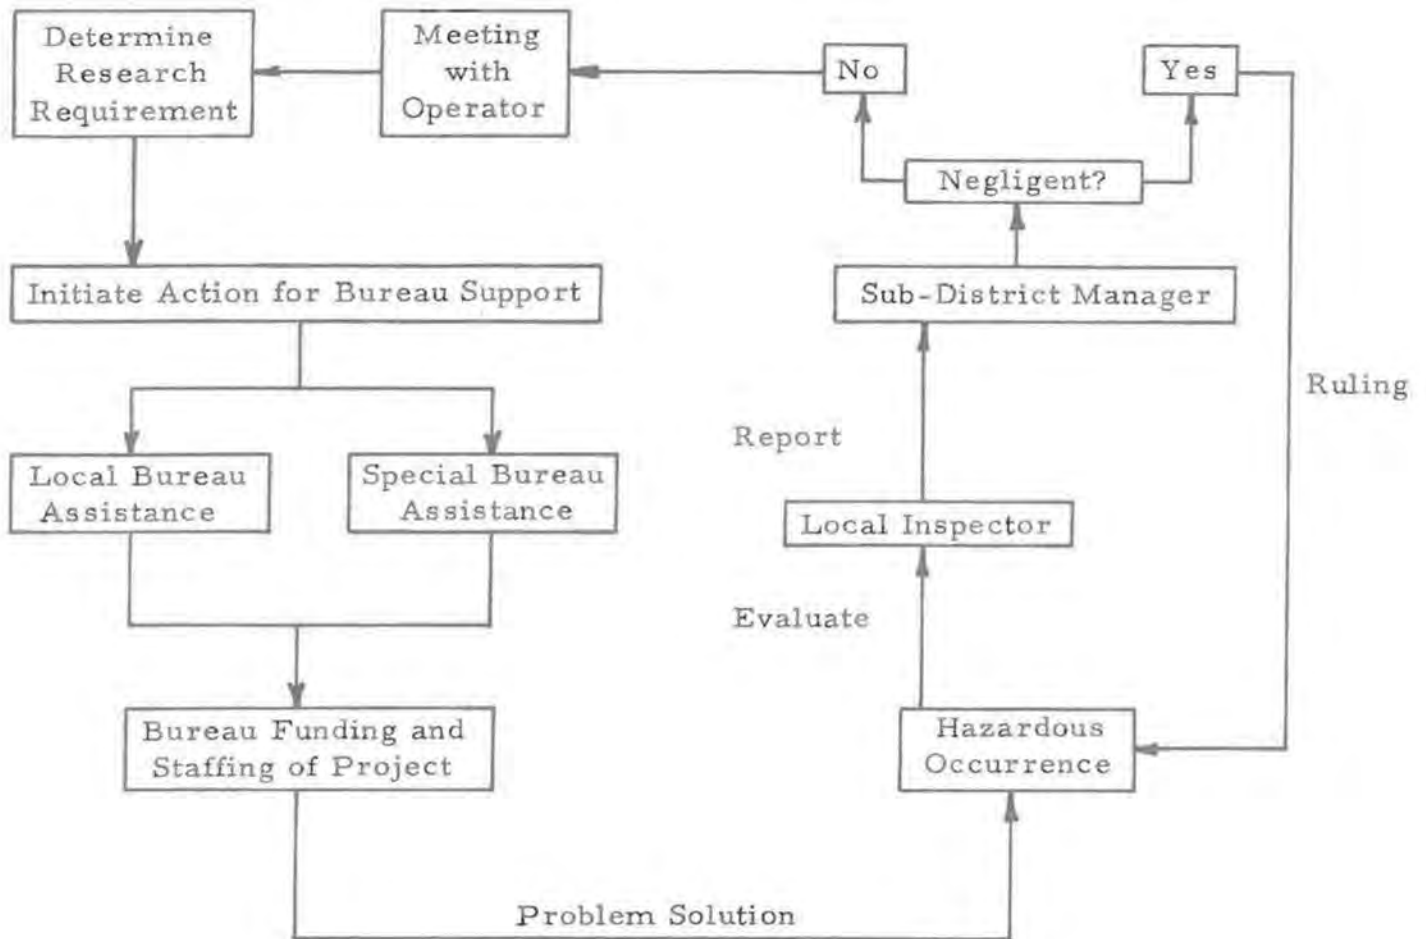 Determine
Research
Requirement
Meeting
with
Operator
No
Yes
Negligent?
Initiate Action for Bureau Support
Sub-District Manager
Ruling
Report
Local Bureau
Assistance
Special Bureau
Assistance
Local Inspector
Evaluate
Bureau Funding and
Staffing of Project
Hazardous
Occurrence
Problem Solution